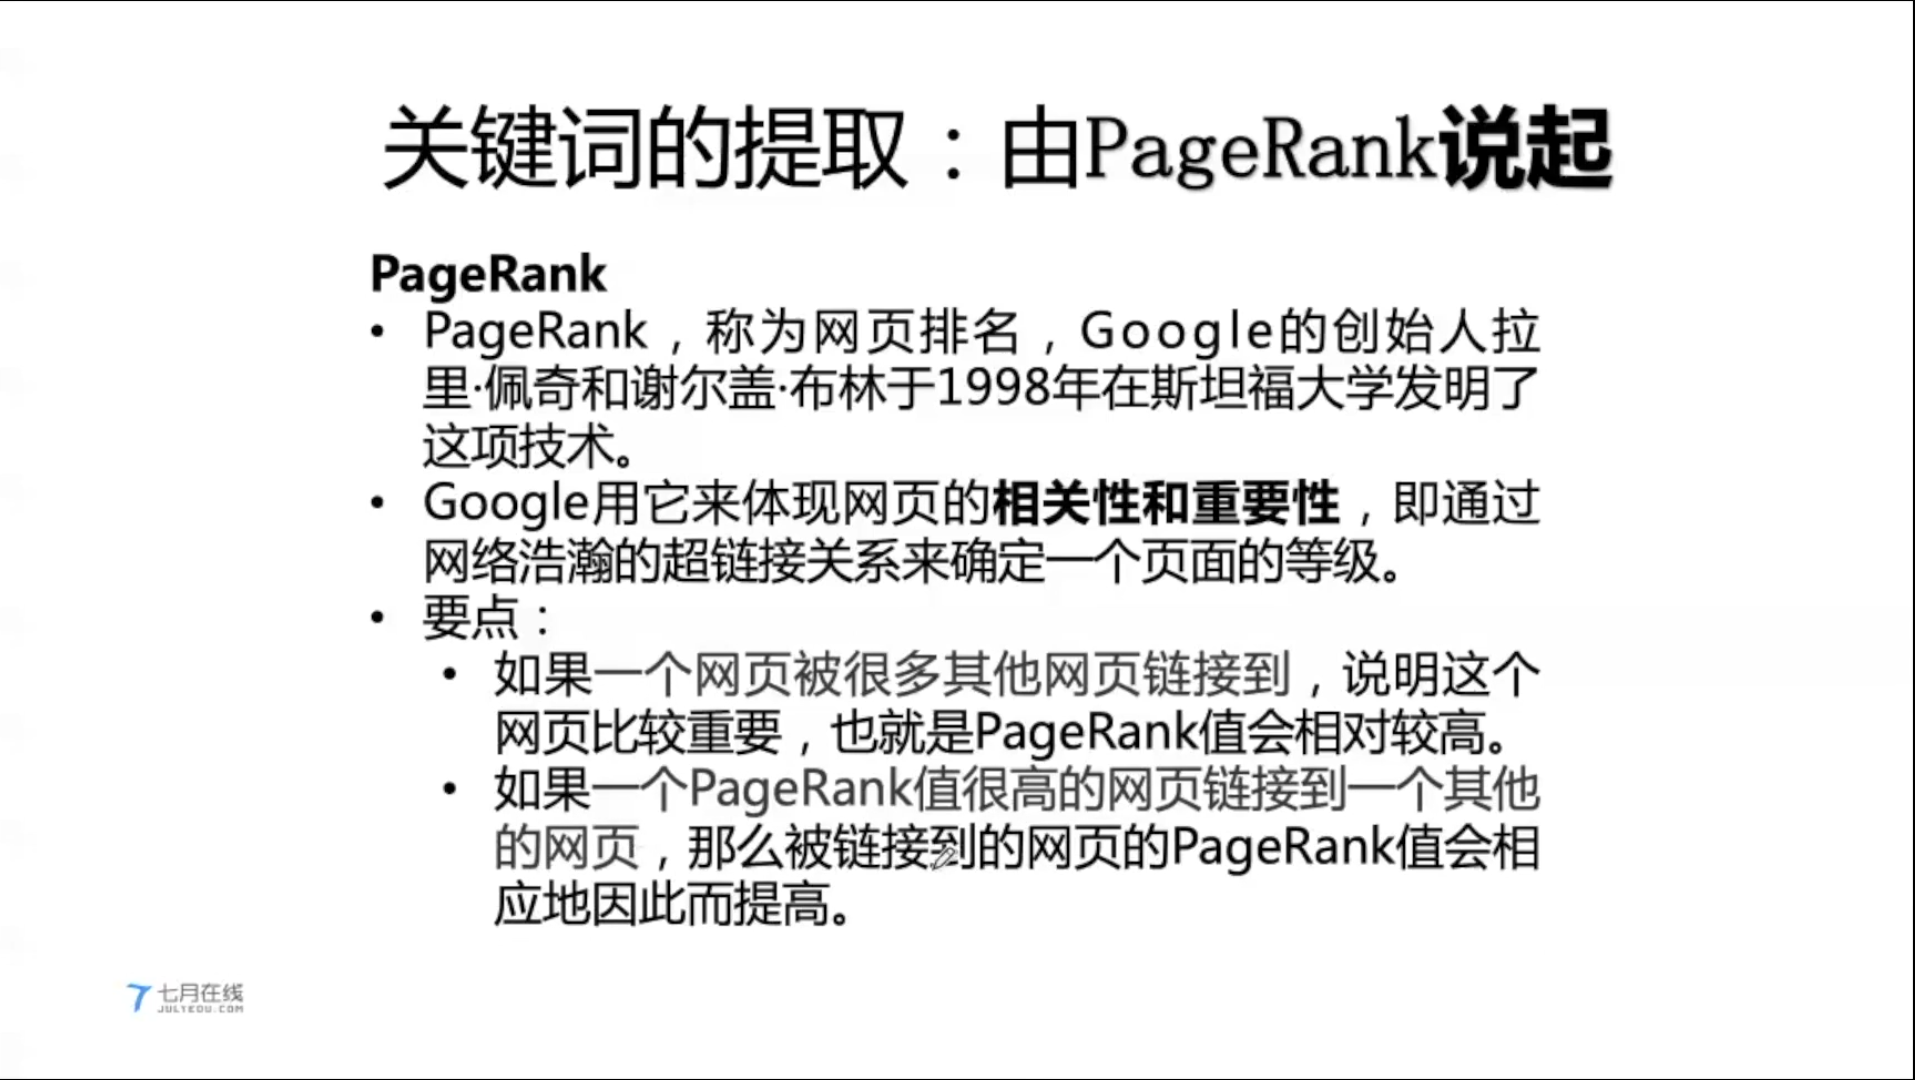 关键词的提取：由PageRank说起
PageRank
• PageRank，称为网页排名，Google的创始人拉
里·佩奇和谢尔盖·布林于1998年在斯坦福大学发明了
这项技术。
• Google用它来体现网页的相关性和重要性，即通过
网络浩瀚的超链接关系来确定一个页面的等级。
• 要点：
• 如果一个网页被很多其他网页链接到，说明这个
网页比较重要，也就是PageRank值会相对较高。
• 如果一个PageRank值很高的网页链接到一个其他
的网页，那么被链接到的网页的PageRank值会相
应地因此而提高。
七月在线
JULYEDU.COM